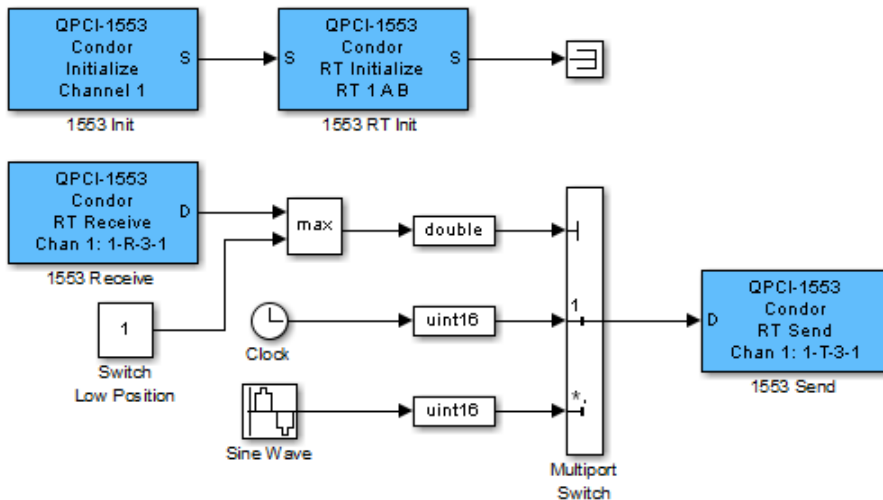 QPCI-1553
Condor
Initialize
Channel 1
S
1553 Init
S
QPCI-1553
Condor
RT Initialize
RT 1 A B
S
1553 RT Init
QPCI-1553
Condor
RT Receive
Chan 1: 1-R-3-1
D
1553 Receive
max
double
1
Switch
Low Position
Clock
uint16
Sine Wave
uint16
1
*,
Multiport
Switch
D
QPCI-1553
Condor
RT Send
Chan 1: 1-T-3-1
1553 Send